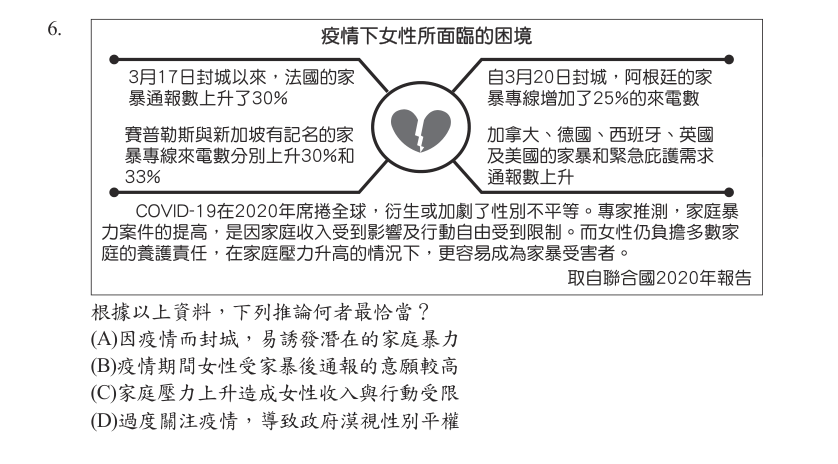 6.
疫情下女性所面臨的困境
3月17日封城以來，法國的家
暴通報數上升了30%
自3月20日封城，阿根廷的家
暴專線增加了25%的來電數
賽普勒斯與新加坡有記名的家
暴專線來電數分別上升30%和
33%
加拿大、德國、西班牙、英國
及美國的家暴和緊急庇護需求
通報數上升
COVID-19在2020年席捲全球，衍生或加劇了性別不平等。專家推測，家庭暴
力案件的提高，是因家庭收入受到影響及行動自由受到限制。而女性仍負擔多數家
庭的養護責任，在家庭壓力升高的情況下，更容易成為家暴受害者。
取自聯合國2020年報告
根據以上資料，下列推論何者最恰當？
(A)因疫情而封城，易誘發潛在的家庭暴力
(B)疫情期間女性受家暴後通報的意願較高
(C)家庭壓力上升造成女性收入與行動受限
(D)過度關注疫情，導致政府漠視性別平權